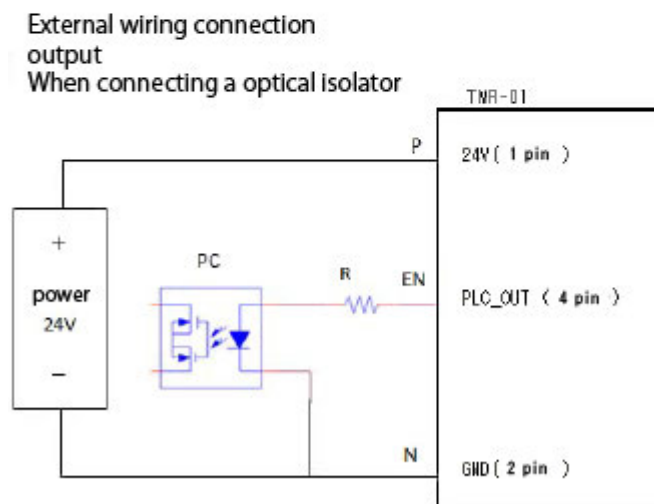 External wiring connection
output
When connecting a optical isolator
TWR-01
P
24V( 1 pin )
+
PC
R
EN
power
24V
PLC_OUT ( 4 pin )
−
N
GND( 2 pin )